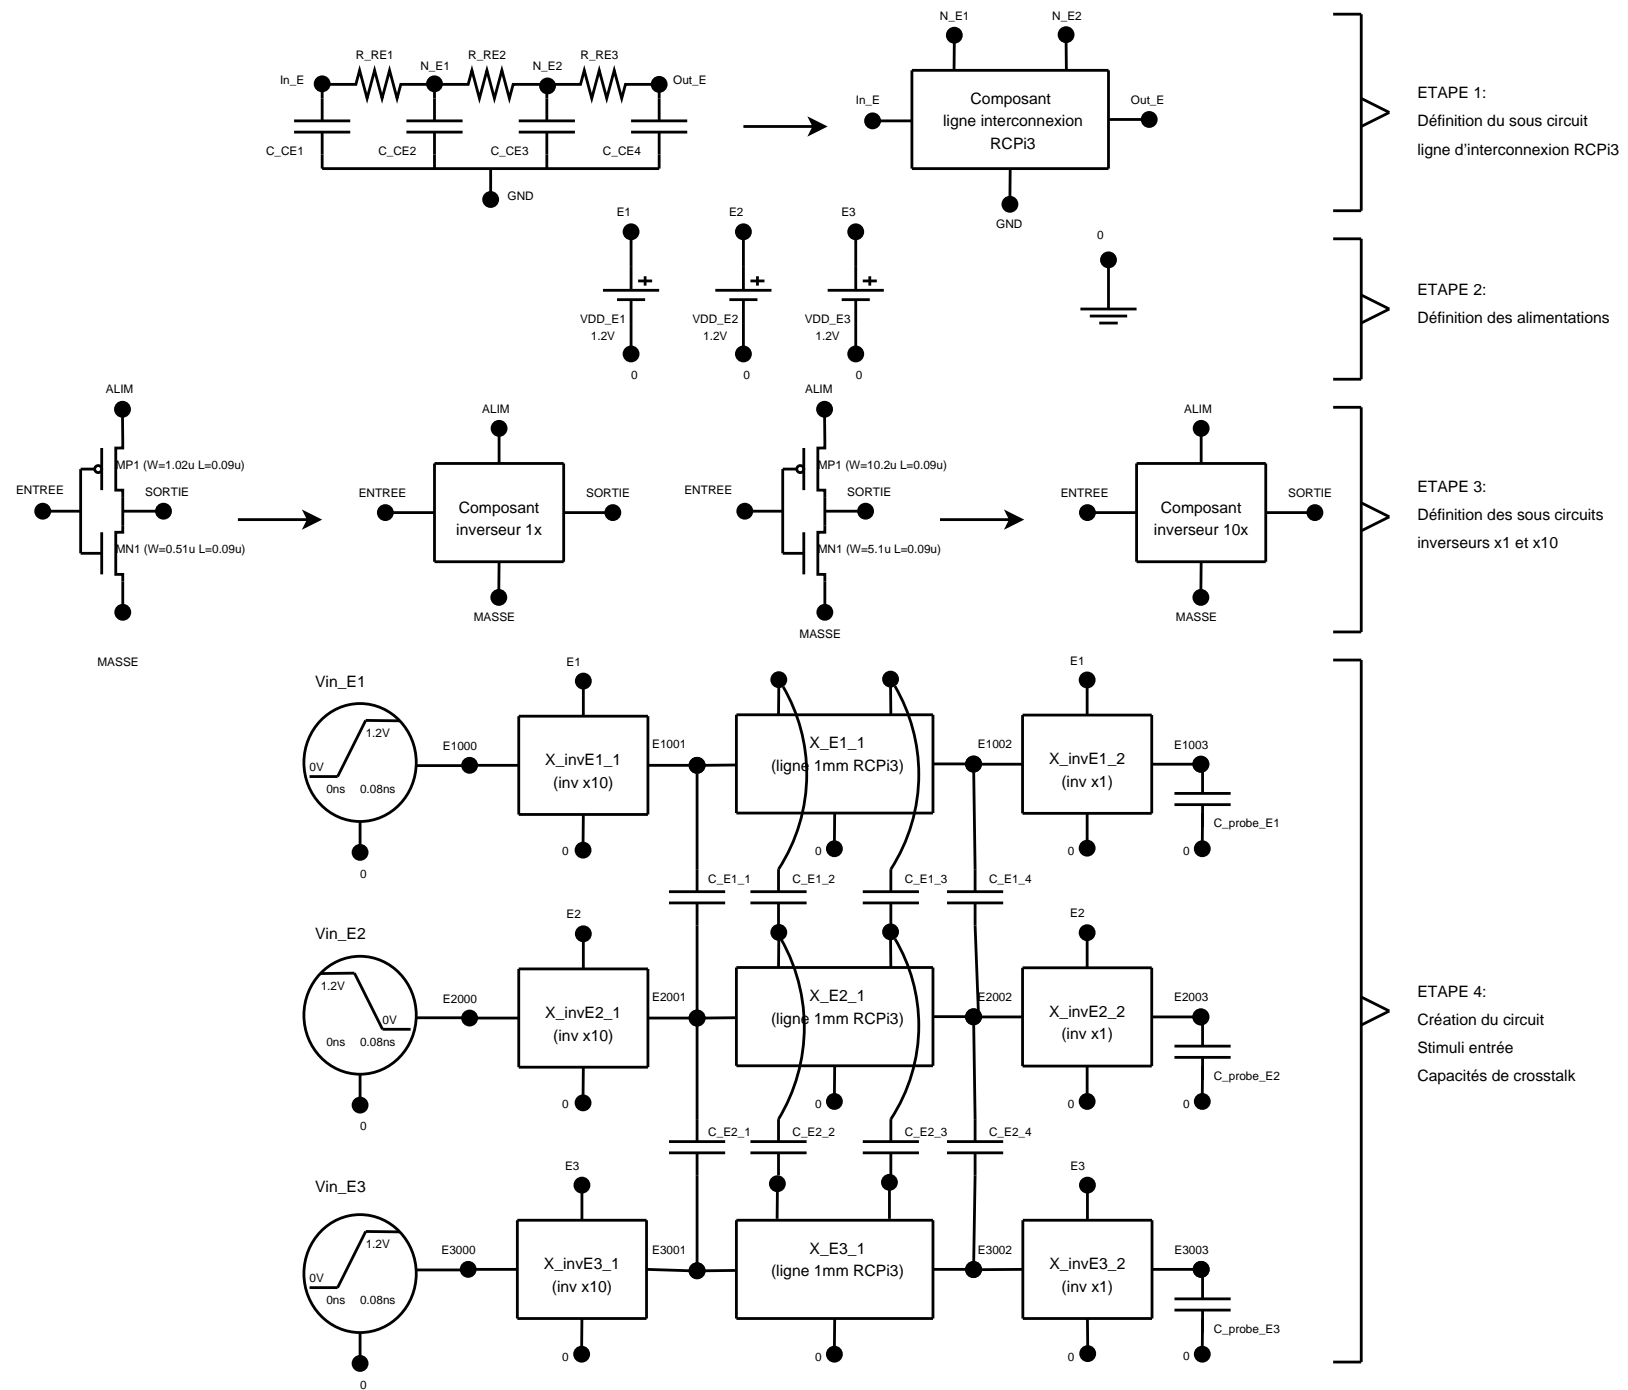 N_E1
N_E2
R_RE1
R_RE2
R_RE3
In_E
N_E1
N_E2
Out_E
C_CE1
C_CE2
C_CE3
C_CE4
GND
In_E
Composant
ligne interconnexion
RCPi3
Out_E
GND
ETAPE 1:
Définition du sous circuit
ligne d'interconnexion RCPi3
E1
E2
E3
0
VDD_E1
1.2V
VDD_E2
1.2V
VDD_E3
1.2V
0
0
0
ETAPE 2:
Définition des alimentations
ALIM
MP1 (W=1.02u L=0.09u)
ENTREE
SORTIE
MN1 (W=0.51u L=0.09u)
MASSE
ALIM
ENTREE
Composant
inverseur 1x
SORTIE
MASSE
ALIM
MP1 (W=10.2u L=0.09u)
ENTREE
SORTIE
MN1 (W=5.1u L=0.09u)
MASSE
ALIM
ENTREE
Composant
inverseur 10x
SORTIE
MASSE
ETAPE 3:
Définition des sous circuits
inverseurs x1 et x10
Vin_E1
1.2V
0V
0ns 0.08ns
0
E1000
E1
X_invE1_1
(inv x10)
0
E1001
X_E1_1
(ligne 1mm RCPi3)
0
E1002
E1
X_invE1_2
(inv x1)
0
E1003
C_probe_E1
0
C_E1_1
C_E1_2
C_E1_3
C_E1_4
Vin_E2
1.2V
0V
0ns 0.08ns
0
E2000
E2
X_invE2_1
(inv x10)
0
E2001
X_E2_1
(ligne 1mm RCPi3)
0
E2002
E2
X_invE2_2
(inv x1)
0
E2003
C_probe_E2
0
C_E2_1
C_E2_2
C_E2_3
C_E2_4
Vin_E3
1.2V
0V
0ns 0.08ns
0
E3000
E3
X_invE3_1
(inv x10)
0
E3001
X_E3_1
(ligne 1mm RCPi3)
0
E3002
E3
X_invE3_2
(inv x1)
0
E3003
C_probe_E3
0
ETAPE 4:
Création du circuit
Stimuli entrée
Capacités de crosstalk